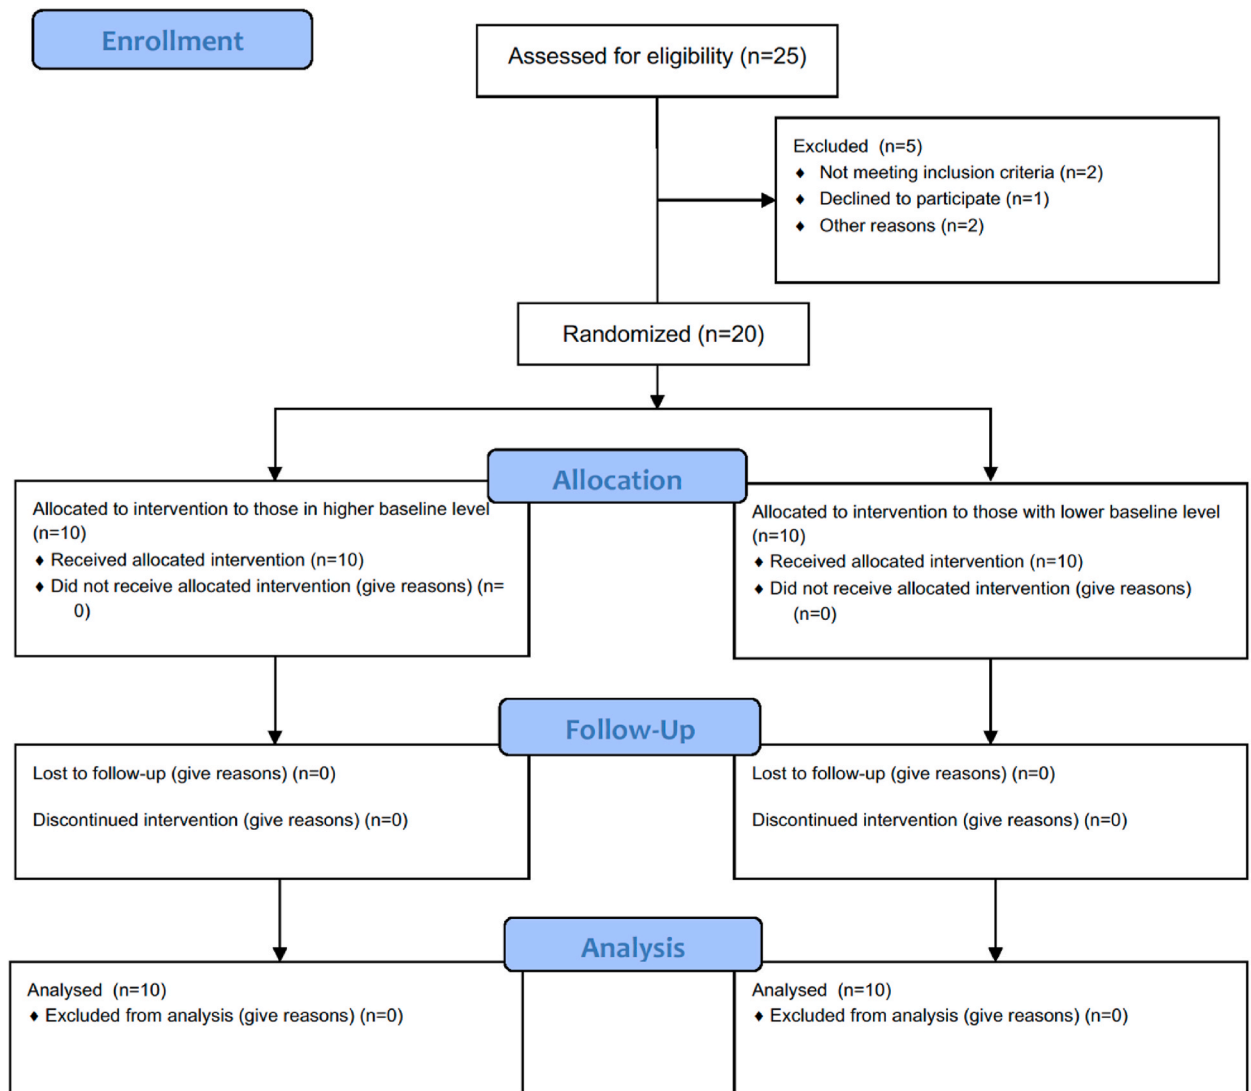 Enrollment
Assessed for eligibility (n=25)
Excluded (n=5)
♦ Not meeting inclusion criteria (n=2)
♦ Declined to participate (n=1)
♦ Other reasons (n=2)
Randomized (n=20)
Allocation
Allocated to intervention to those in higher baseline level
(n=10)
♦ Received allocated intervention (n=10)
♦ Did not receive allocated intervention (give reasons) (n=
0)
Allocated to intervention to those with lower baseline level
(n=10)
♦ Received allocated intervention (n=10)
♦ Did not receive allocated intervention (give reasons)
(n=0)
Follow-Up
Lost to follow-up (give reasons) (n=0)
Discontinued intervention (give reasons) (n=0)
Lost to follow-up (give reasons) (n=0)
Discontinued intervention (give reasons) (n=0)
Analysis
Analysed (n=10)
♦ Excluded from analysis (give reasons) (n=0)
Analysed (n=10)
♦ Excluded from analysis (give reasons) (n=0)